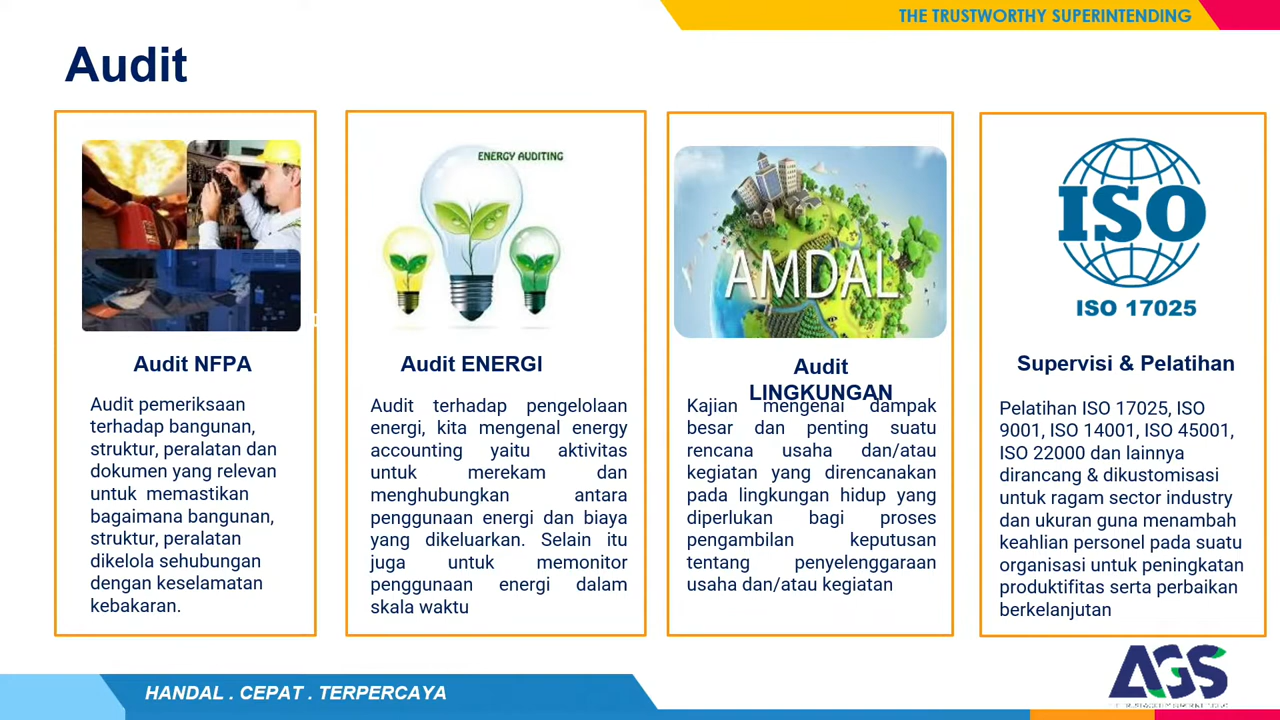 THE TRUSTWORTHY SUPERINTENDING
Audit
Audit NFPA
Audit pemeriksaan
terhadap bangunan,
struktur, peralatan dan
dokumen yang relevan
untuk memastikan
bagaimana bangunan,
struktur, peralatan
dikelola sehubungan
dengan keselamatan
kebakaran.
ENERGY AUDITING
Audit ENERGI
Audit terhadap pengelolaan
energi, kita mengenal energy
accounting yaitu aktivitas
untuk merekam dan
menghubungkan antara
penggunaan energi dan biaya
yang dikeluarkan. Selain itu
juga untuk memonitor
penggunaan energi dalam
skala waktu
AMDAL
Audit
LINGKUNGAN
Kajian mengenai dampak
besar dan penting suatu
rencana usaha dan/atau
kegiatan yang direncanakan
pada lingkungan hidup yang
diperlukan bagi proses
pengambilan keputusan
tentang penyelenggaraan
usaha dan/atau kegiatan
ISO
ISO 17025
Supervisi & Pelatihan
Pelatihan ISO 17025, ISO
9001, ISO 14001, ISO 45001,
ISO 22000 dan lainnya
dirancang & dikustomisasi
untuk ragam sector industry
dan ukuran guna menambah
keahlian personel pada suatu
organisasi untuk peningkatan
produktifitas serta perbaikan
berkelanjutan
HANDAL . CEPAT . TERPERCAYA
AGS